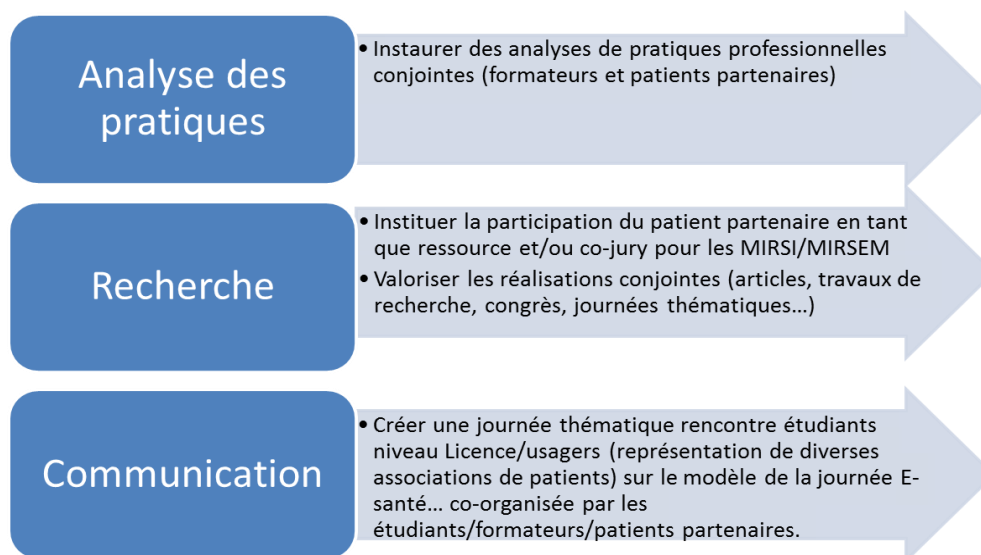 Analyse des
pratiques
• Instaurer des analyses de pratiques professionnelles
conjointes (formateurs et patients partenaires)
Recherche
• Instituer la participation du patient partenaire en tant
que ressource et/ou co-jury pour les MIRSI/MIRSEM
• Valoriser les réalisations conjointes (articles, travaux de
recherche, congrès, journées thématiques...)
Communication
• Créer une journée thématique rencontre étudiants
niveau Licence/usagers (représentation de diverses
associations de patients) sur le modèle de la journée E-
santé... co-organisée par les
étudiants/formateurs/patients partenaires.